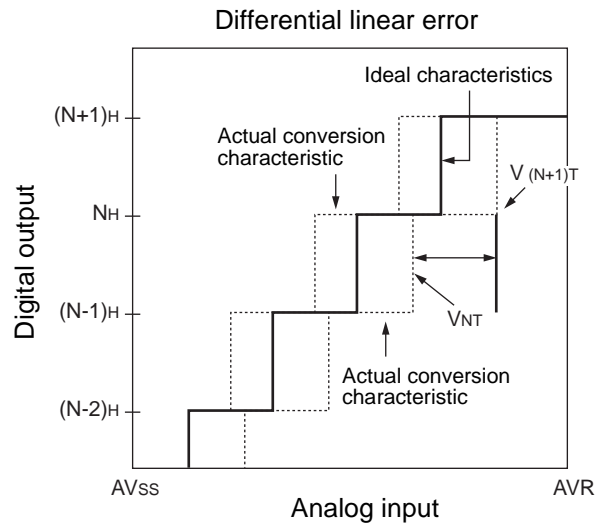 Differential linear error
Ideal characteristics
(N+1)H
Actual conversion
characteristic
V (N+1)T
NH
Digital output
(N-1)H
VNT
Actual conversion
characteristic
(N-2)H
AVSS
AVR
Analog input